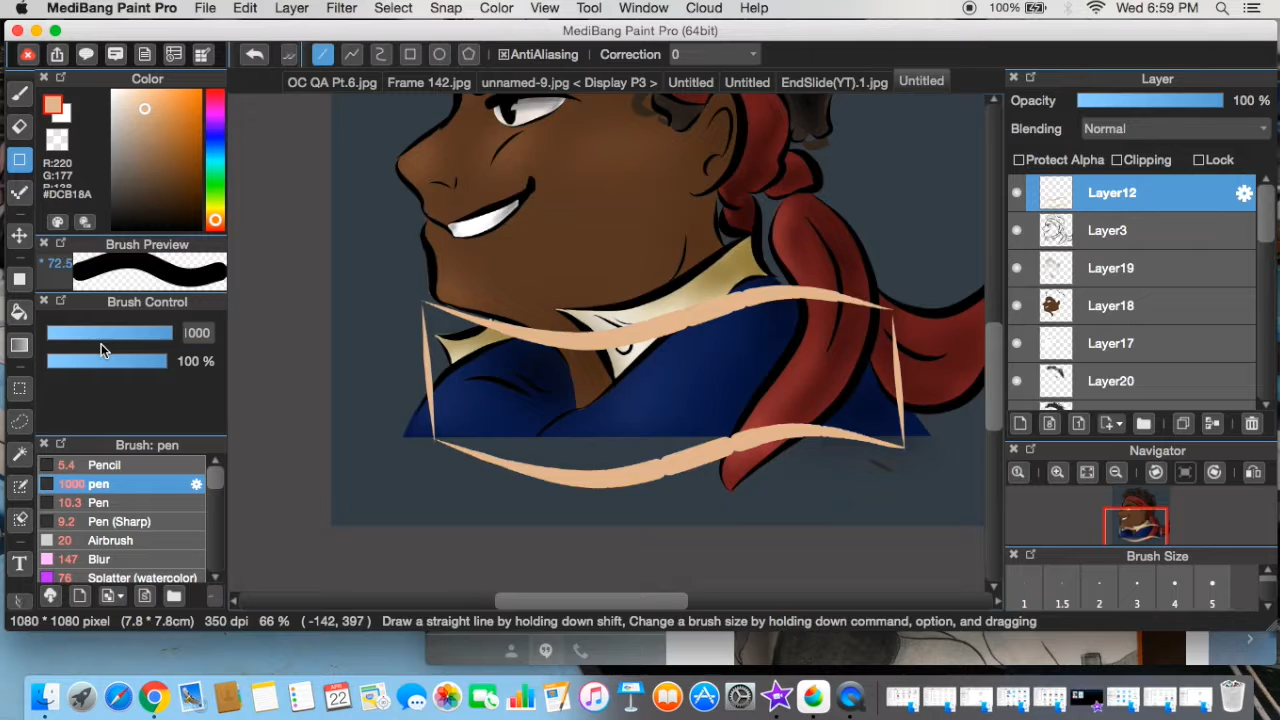 MediBang Paint Pro File Edit Layer Filter Select Snap Color View Tool Window Cloud Help 100% Wed 6:59 PM
MediBang Paint Pro (64bit)
AntiAliasing Correction 0
OC QA Pt.6.jpg Frame 142.jpg unnamed-9.jpg < Display P3 > Untitled Untitled EndSlide(YT).1.jpg Untitled
Color
R:220
G:177
B:138
#DCB18A
Brush Preview
* 72.5
Brush Control
1000
100 %
Brush: pen
5.4 Pencil
1000 pen
10.3 Pen
9.2 Pen (Sharp)
20 Airbrush
147 Blur
76 Splatter (watercolor)
Layer
Opacity 100 %
Blending Normal
Protect Alpha Clipping Lock
Layer12
Layer3
Layer19
Layer18
Layer17
Layer20
Navigator
Brush Size
1 1.5 2 3 4 5
1080 * 1080 pixel (7.8 * 7.8cm) 350 dpi 66 % (-142, 397) Draw a straight line by holding down shift, Change a brush size by holding down command, option, and dragging
APR
22